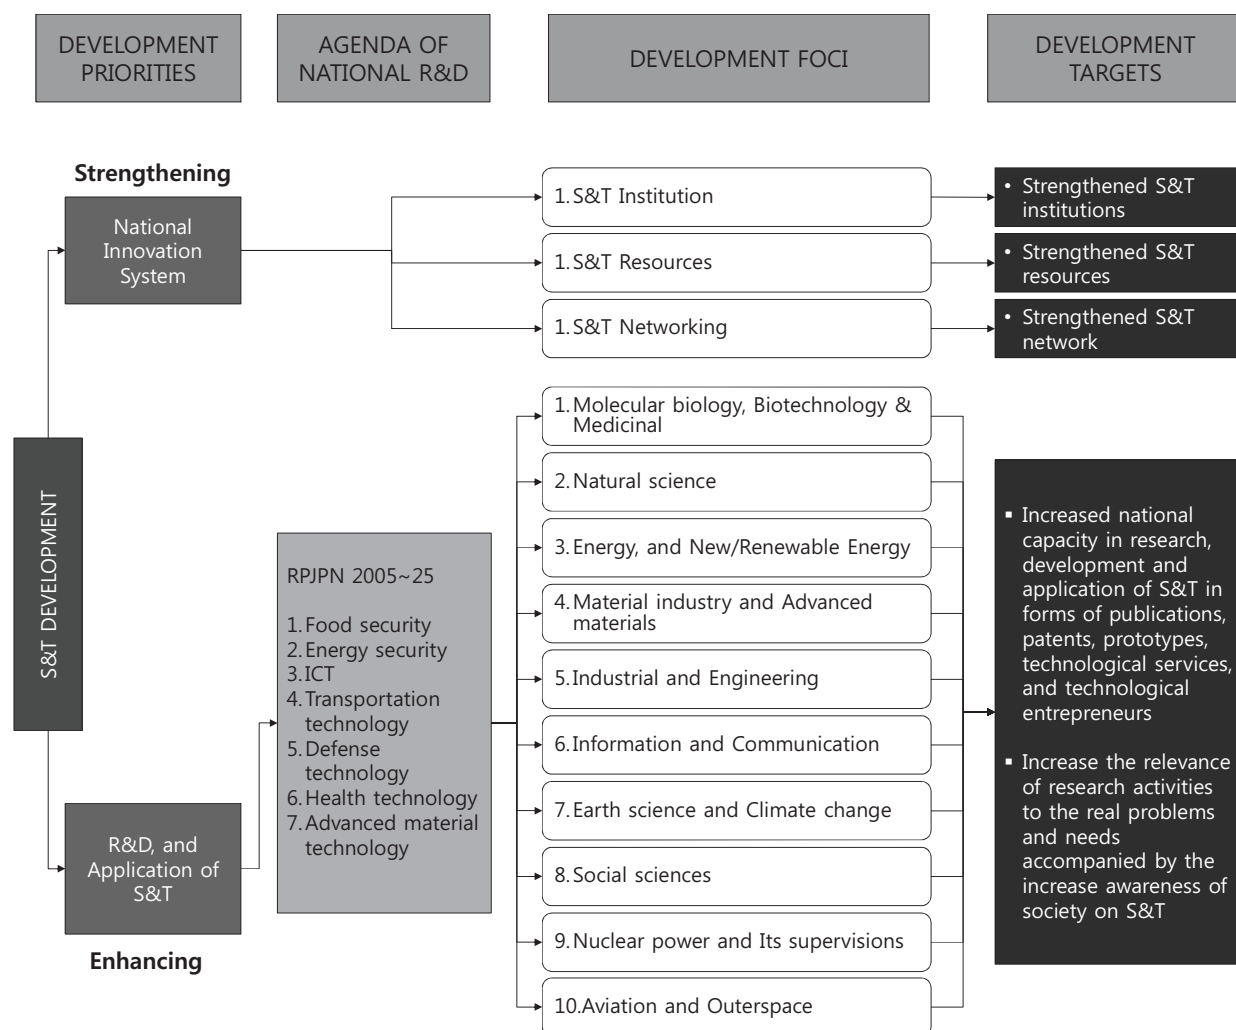 DEVELOPMENT
PRIORITIES
AGENDA OF
NATIONAL R&D
DEVELOPMENT FOCI
DEVELOPMENT
TARGETS
Strengthening
National
Innovation
System
1.S&T Institution
• Strengthened S&T
institutions
1.S&T Resources
• Strengthened S&T
resources
1.S&T Networking
• Strengthened S&T
network
S&T DEVELOPMENT
R&D, and
Application of
S&T
Enhancing
RPJPN 2005~25
1.Food security
2.Energy security
3.ICT
4.Transportation
technology
5.Defense
technology
6.Health technology
7.Advanced material
technology
1.Molecular biology, Biotechnology &
Medicinal
2.Natural science
3.Energy, and New/Renewable Energy
4.Material industry and Advanced
materials
5.Industrial and Engineering
6.Information and Communication
7.Earth science and Climate change
8.Social sciences
9.Nuclear power and Its supervisions
10.Aviation and Outerspace
▪ Increased national
capacity in research,
development and
application of S&T in
forms of publications,
patents, prototypes,
technological services,
and technological
entrepreneurs
▪ Increase the relevance
of research activities
to the real problems
and needs
accompanied by the
increase awareness of
society on S&T